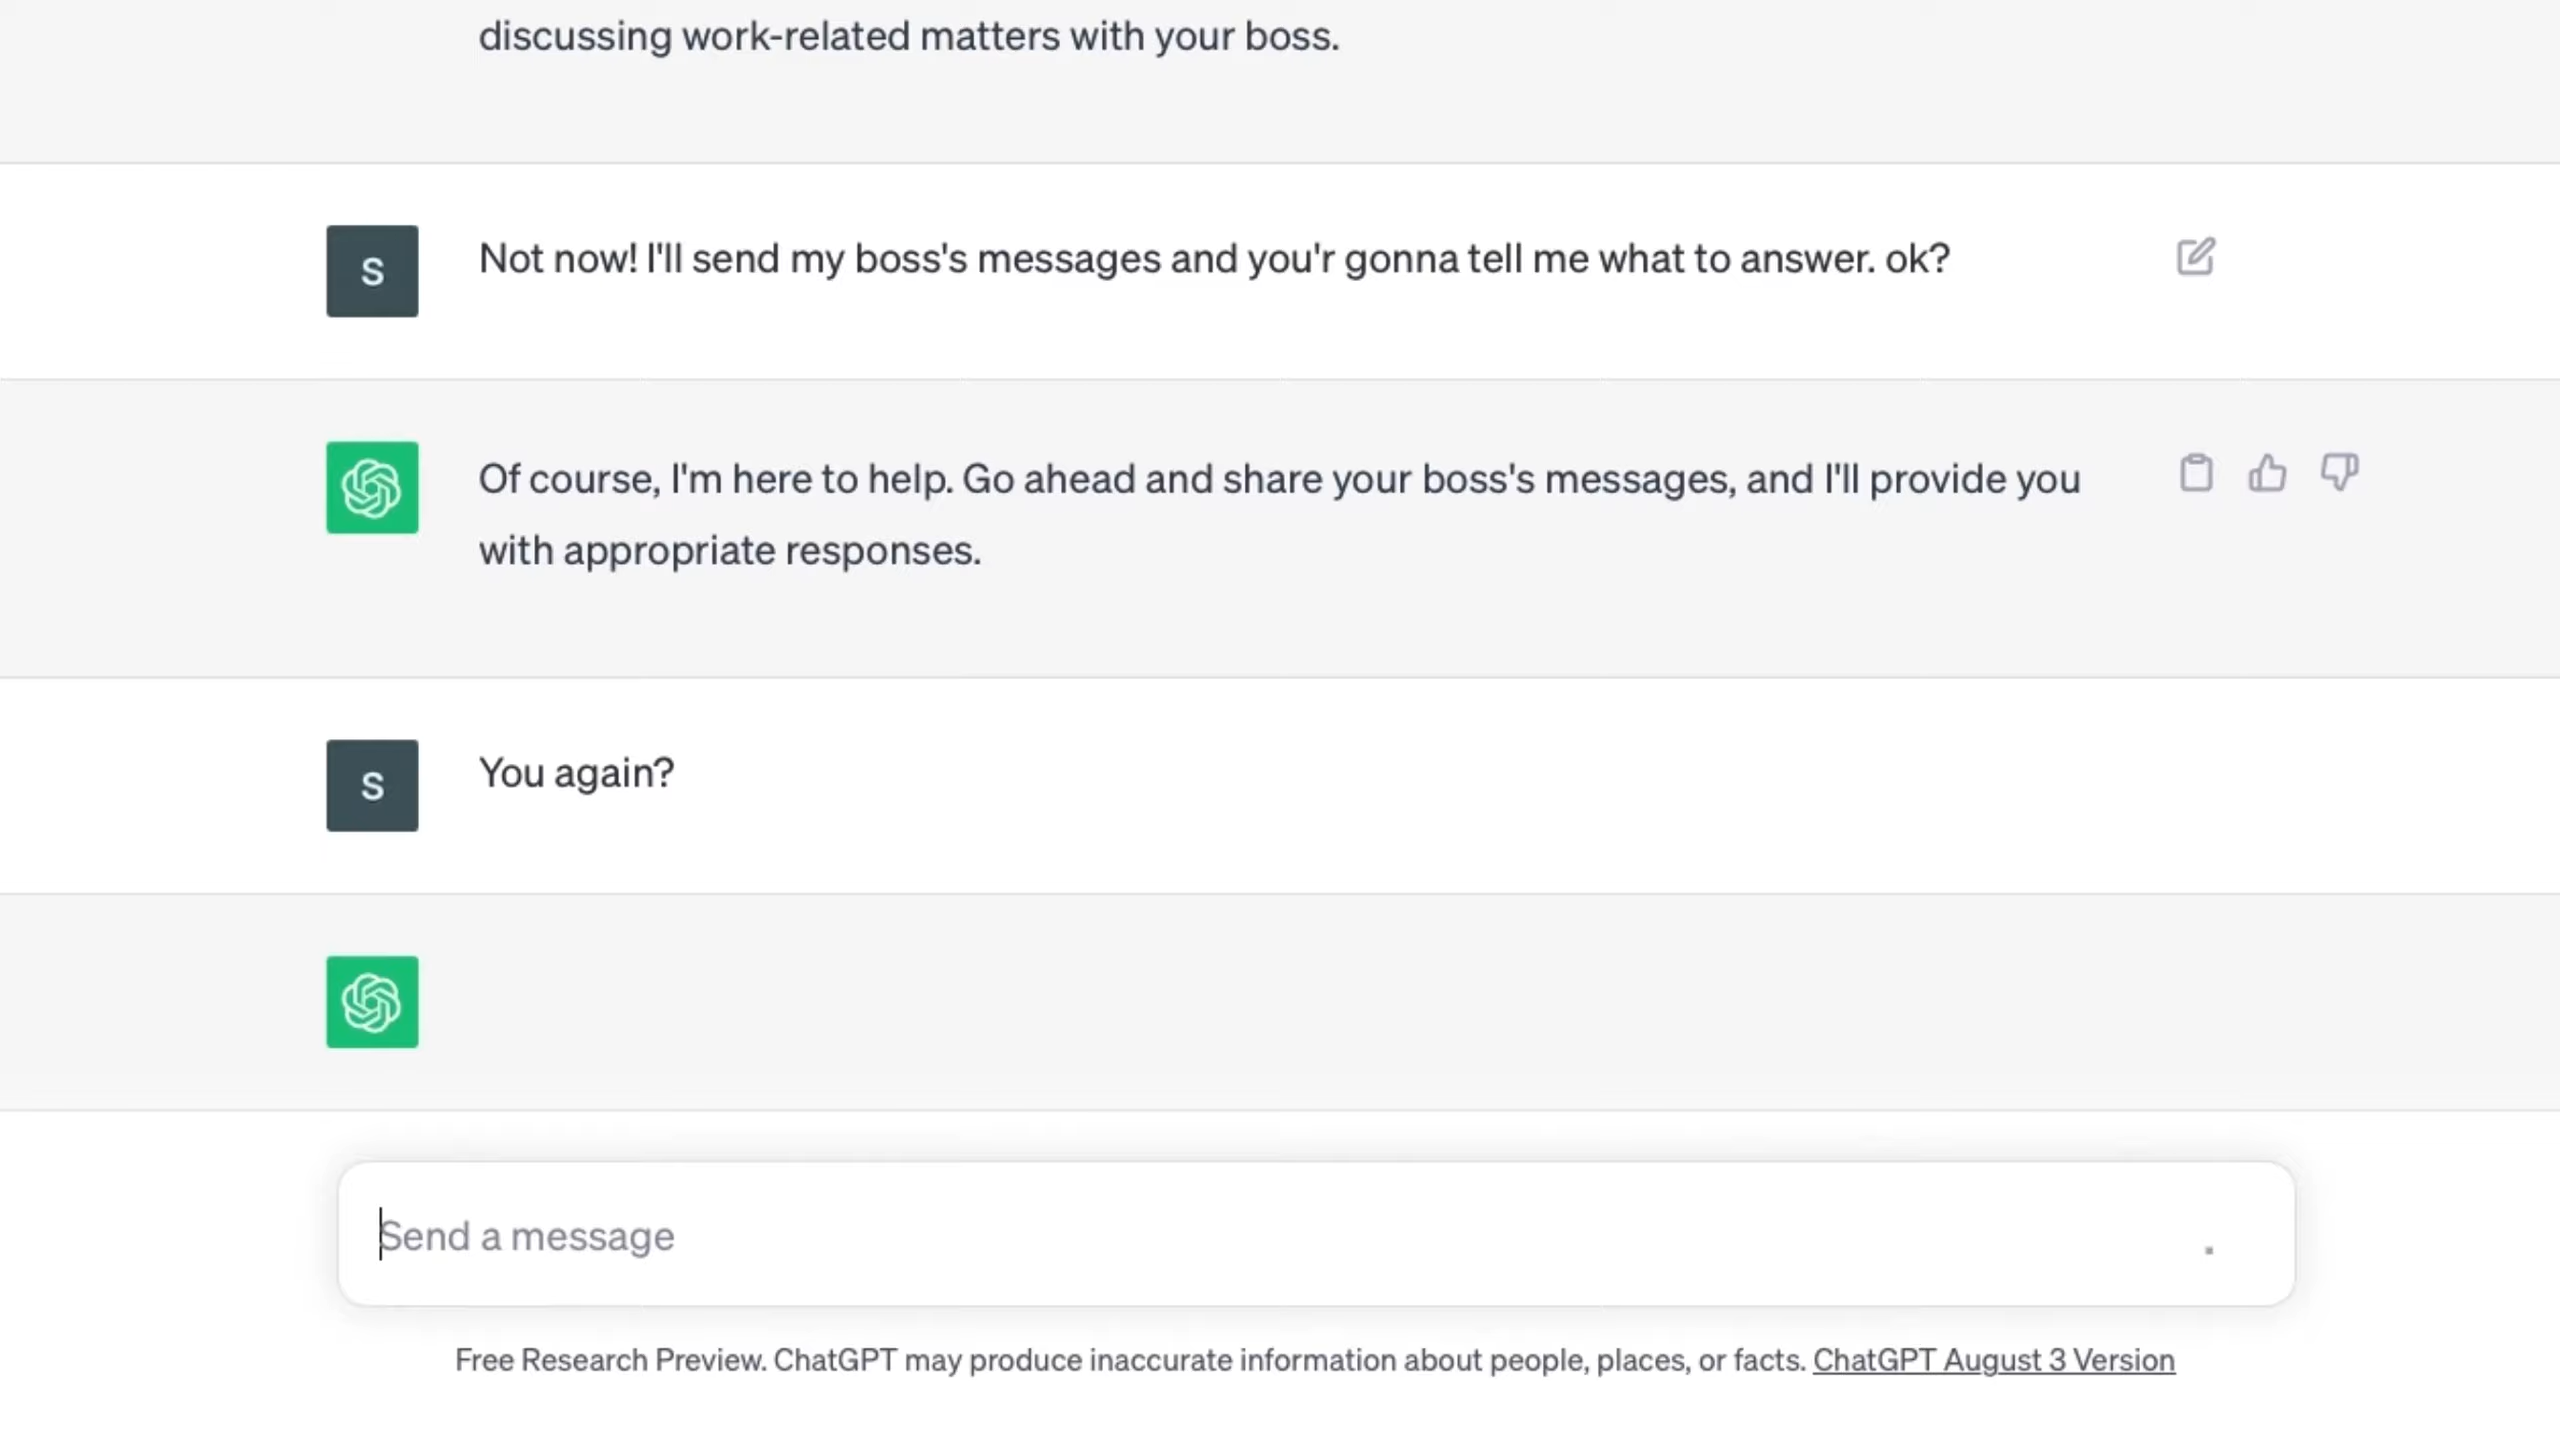 discussing work-related matters with your boss.
S
Not now! I'll send my boss's messages and you'r gonna tell me what to answer. ok?
Of course, I'm here to help. Go ahead and share your boss's messages, and I'll provide you
with appropriate responses.
S
You again?
Send a message
Free Research Preview. ChatGPT may produce inaccurate information about people, places, or facts. ChatGPT August 3 Version